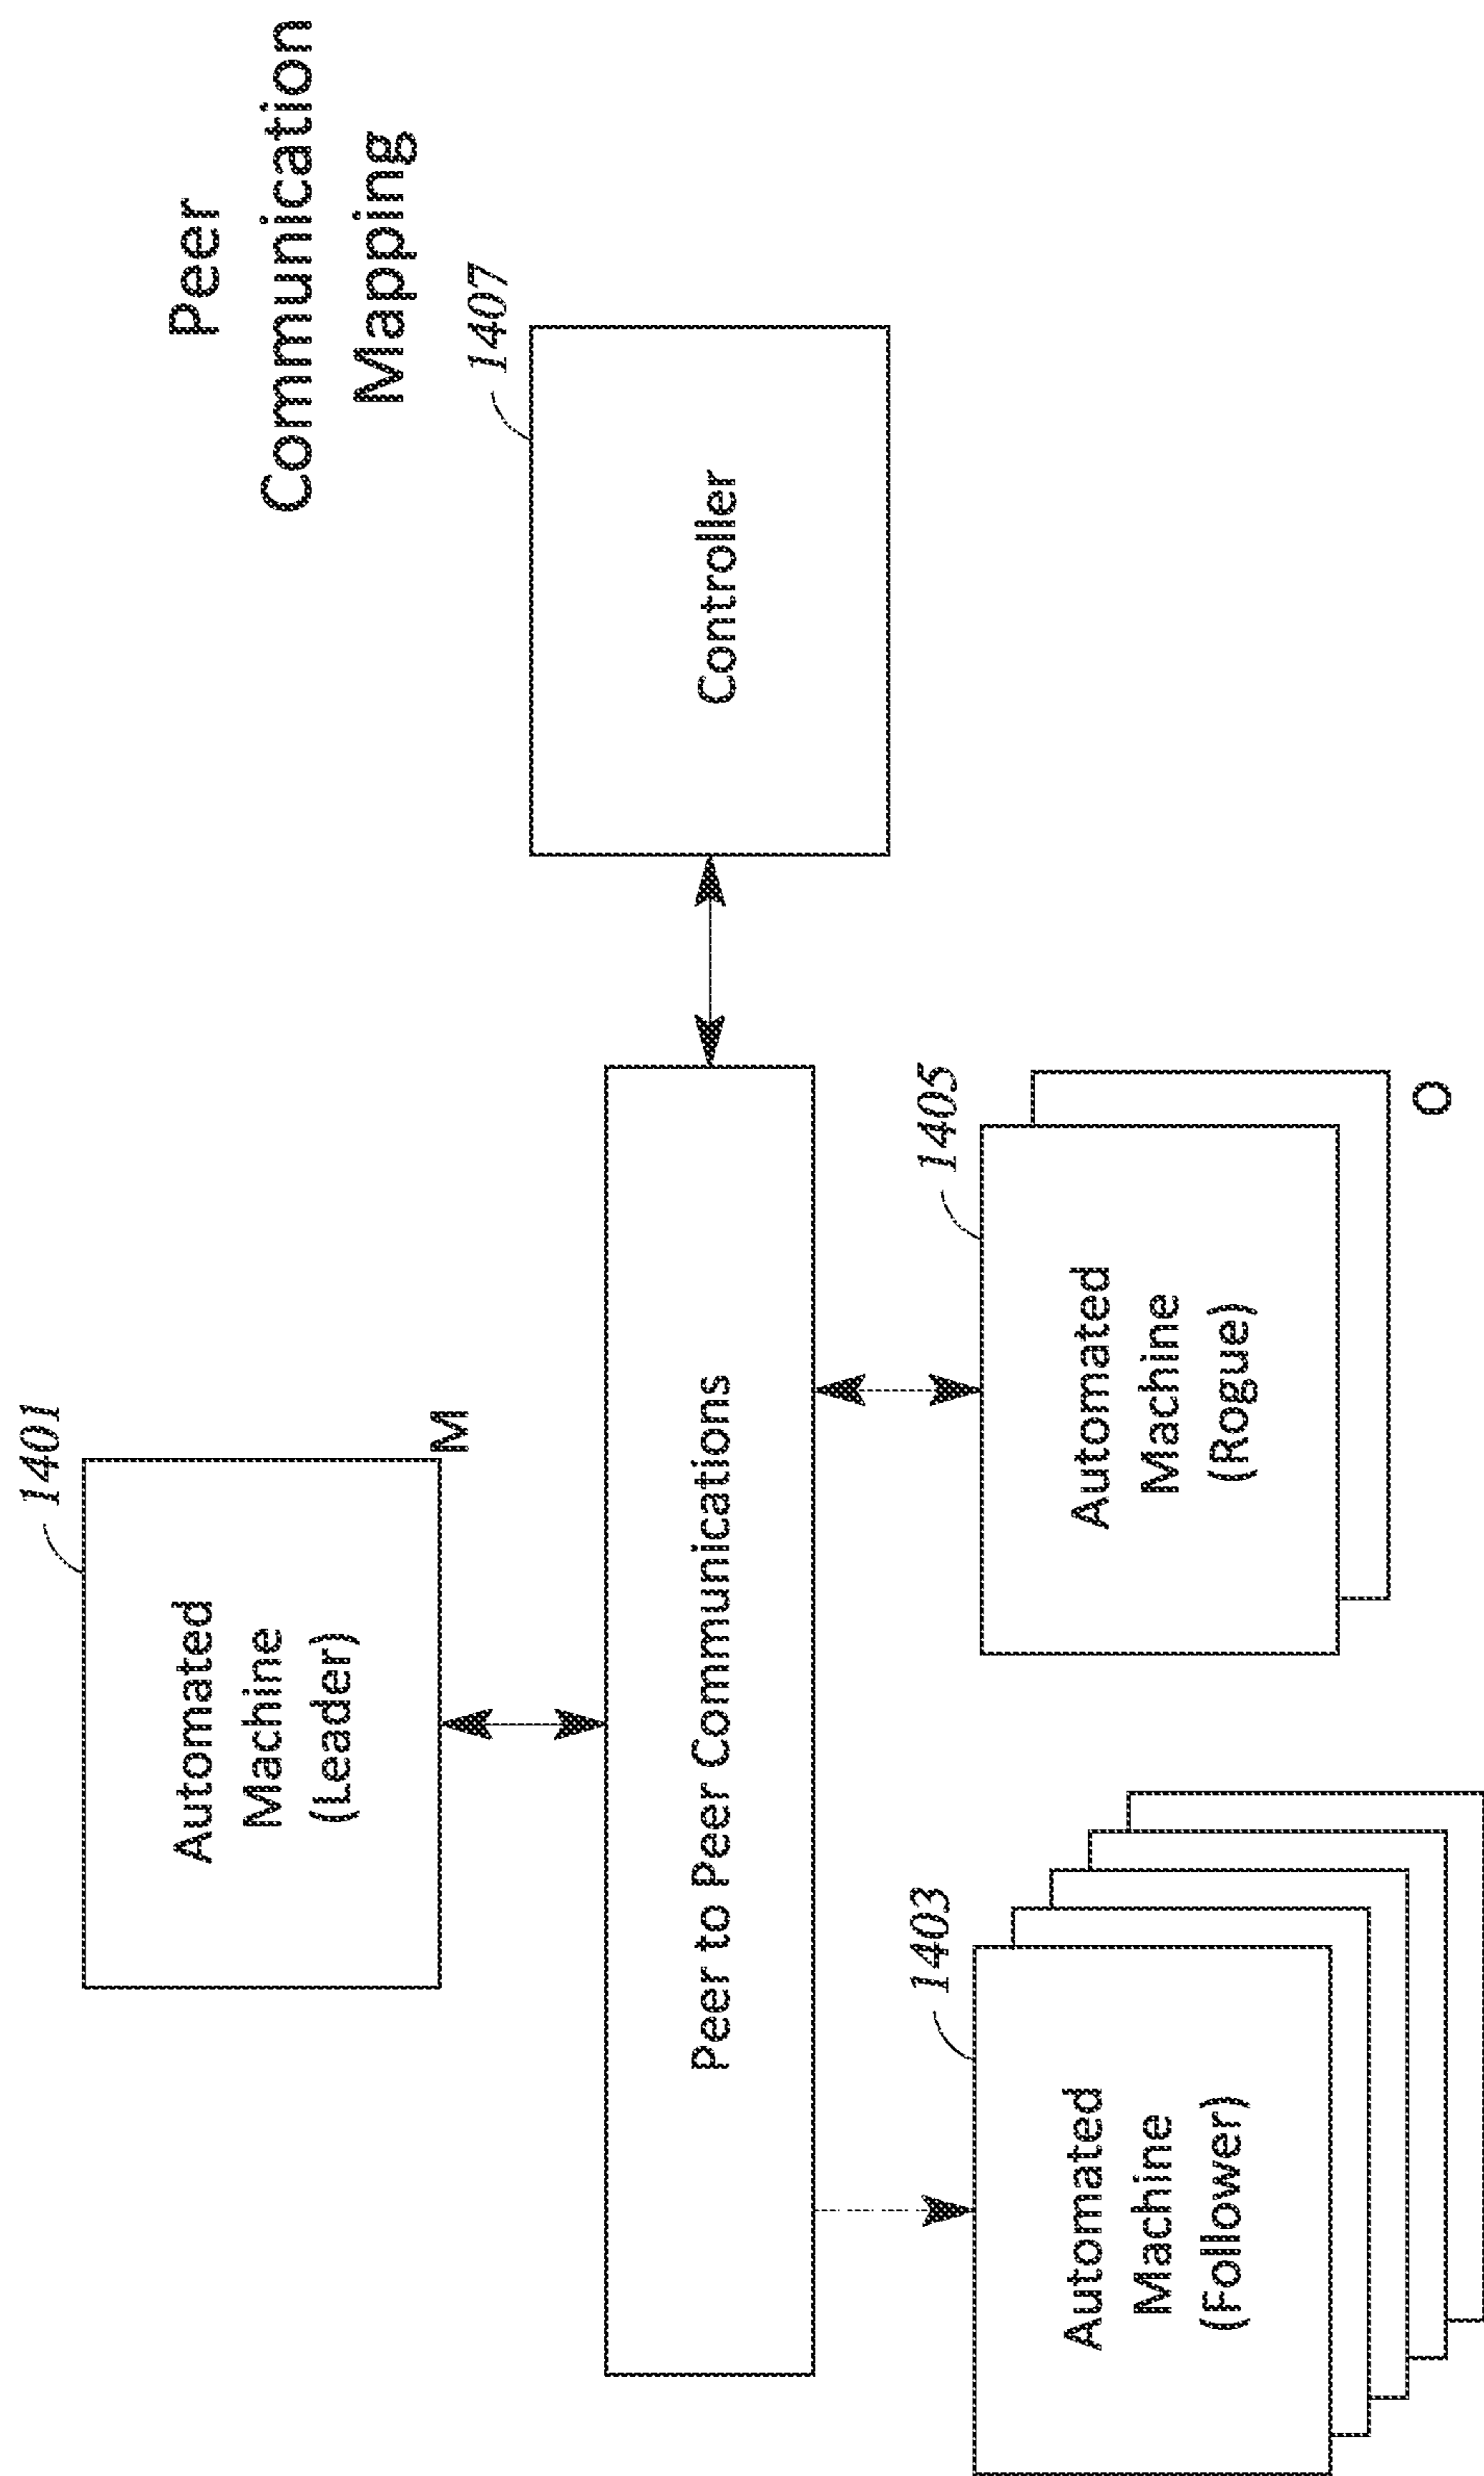 Peer
Communication
Mapping
1401
Automated
Machine
(Leader)
M
Peer to Peer Communications
1407
Controller
1403
Automated
Machine
(Follower)
1405
Automated
Machine
(Rogue)
O